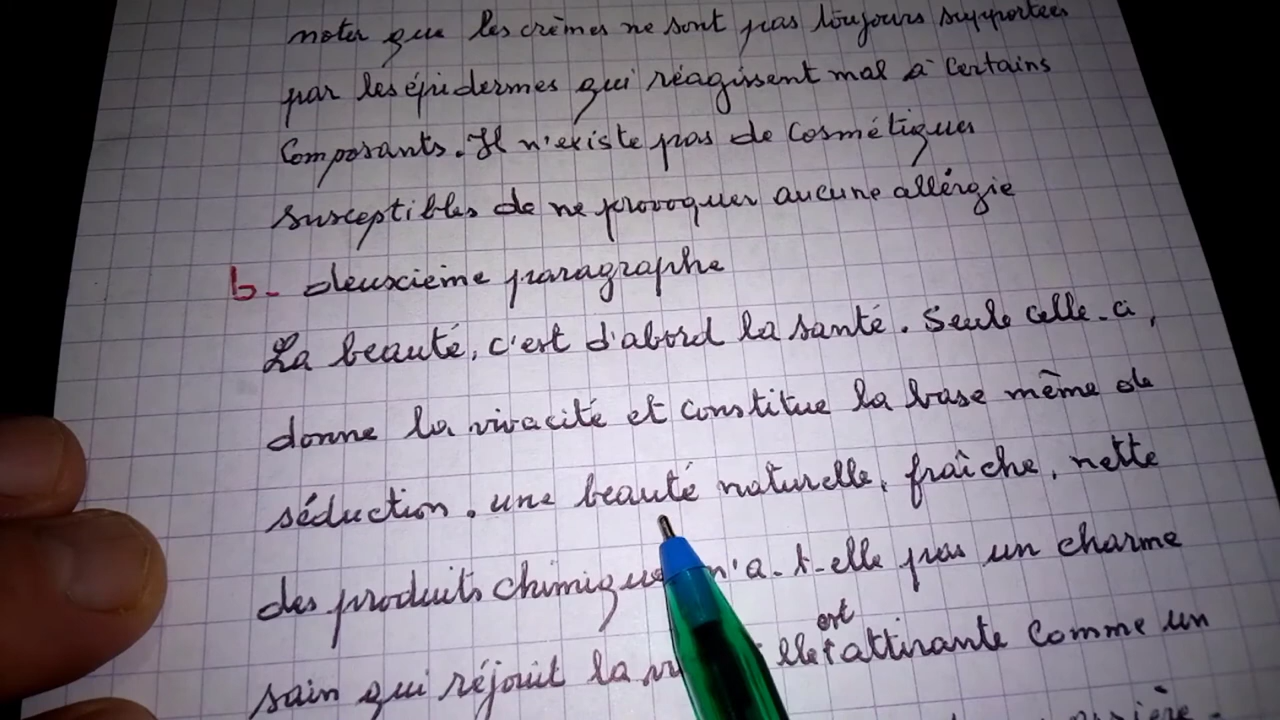 noter que les crèmes ne sont pas toujours supportées
par les épidermes qui réagissent mal à certains
Composants. Il n'existe pas de Cosmétiques
susceptibles de ne provoquer aucune allérgie
b- deuxcieme paragraphe
La beauté, c'est d'abord la santé. Seule celle-ci,
donne la vivacité et constitue la base même de
séduction. une beauté naturelle, fraîche, nette
des produits chimiques n'a-t-elle pas un charme
est
sain qui réjouit la elle attirante Comme un